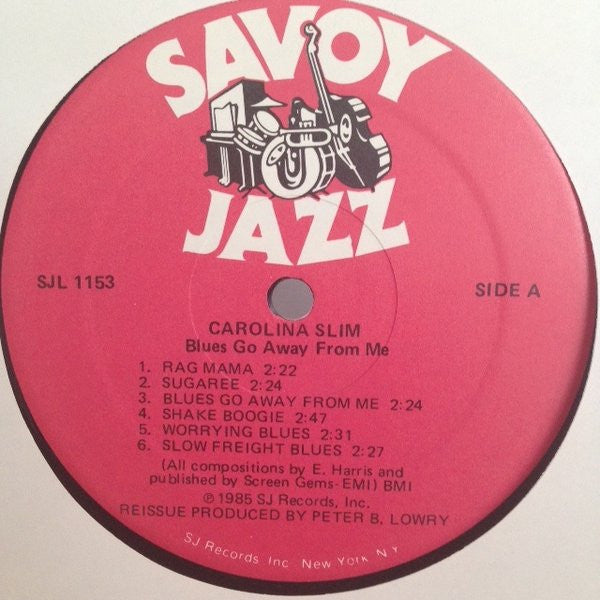 SAVOY
JAZZ
SJL 1153
SIDE A
CAROLINA SLIM
Blues Go Away From Me
1. RAG MAMA 2:22
2. SUGAREE 2:24
3. BLUES GO AWAY FROM ME 2:24
4. SHAKE BOOGIE 2:47
5. WORRYING BLUES 2:31
6. SLOW FREIGHT BLUES 2:27
(All compositions by E. Harris and
published by Screen Gems-EMI) BMI
℗ 1985 SJ Records, Inc.
REISSUE PRODUCED BY PETER B. LOWRY
SJ Records Inc New York N Y